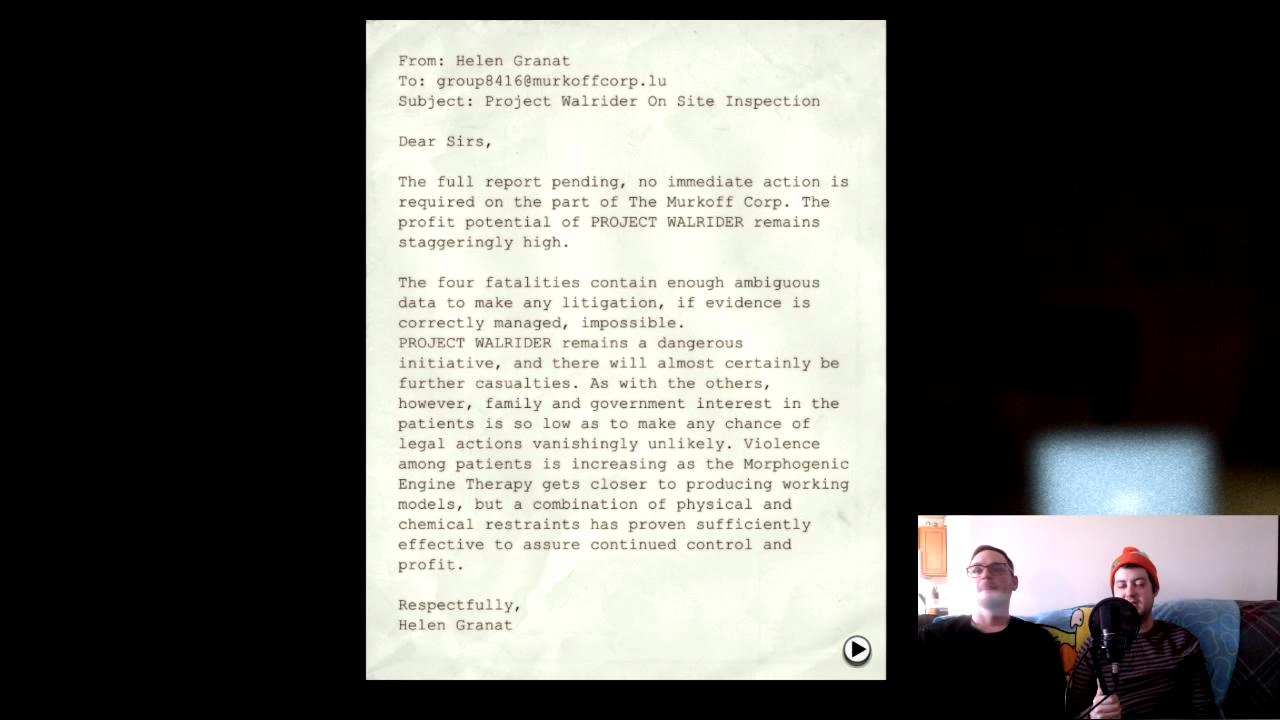 From: Helen Granat
To: group8416@murkoffcorp.lu
Subject: Project Walrider On Site Inspection
Dear Sirs,
The full report pending, no immediate action is
required on the part of The Murkoff Corp. The
profit potential of PROJECT WALRIDER remains
staggeringly high.
The four fatalities contain enough ambiguous
data to make any litigation, if evidence is
correctly managed, impossible.
PROJECT WALRIDER remains a dangerous
initiative, and there will almost certainly be
further casualties. As with the others,
however, family and government interest in the
patients is so low as to make any chance of
legal actions vanishingly unlikely. Violence
among patients is increasing as the Morphogenic
Engine Therapy gets closer to producing working
models, but a combination of physical and
chemical restraints has proven sufficiently
effective to assure continued control and
profit.
Respectfully,
Helen Granat